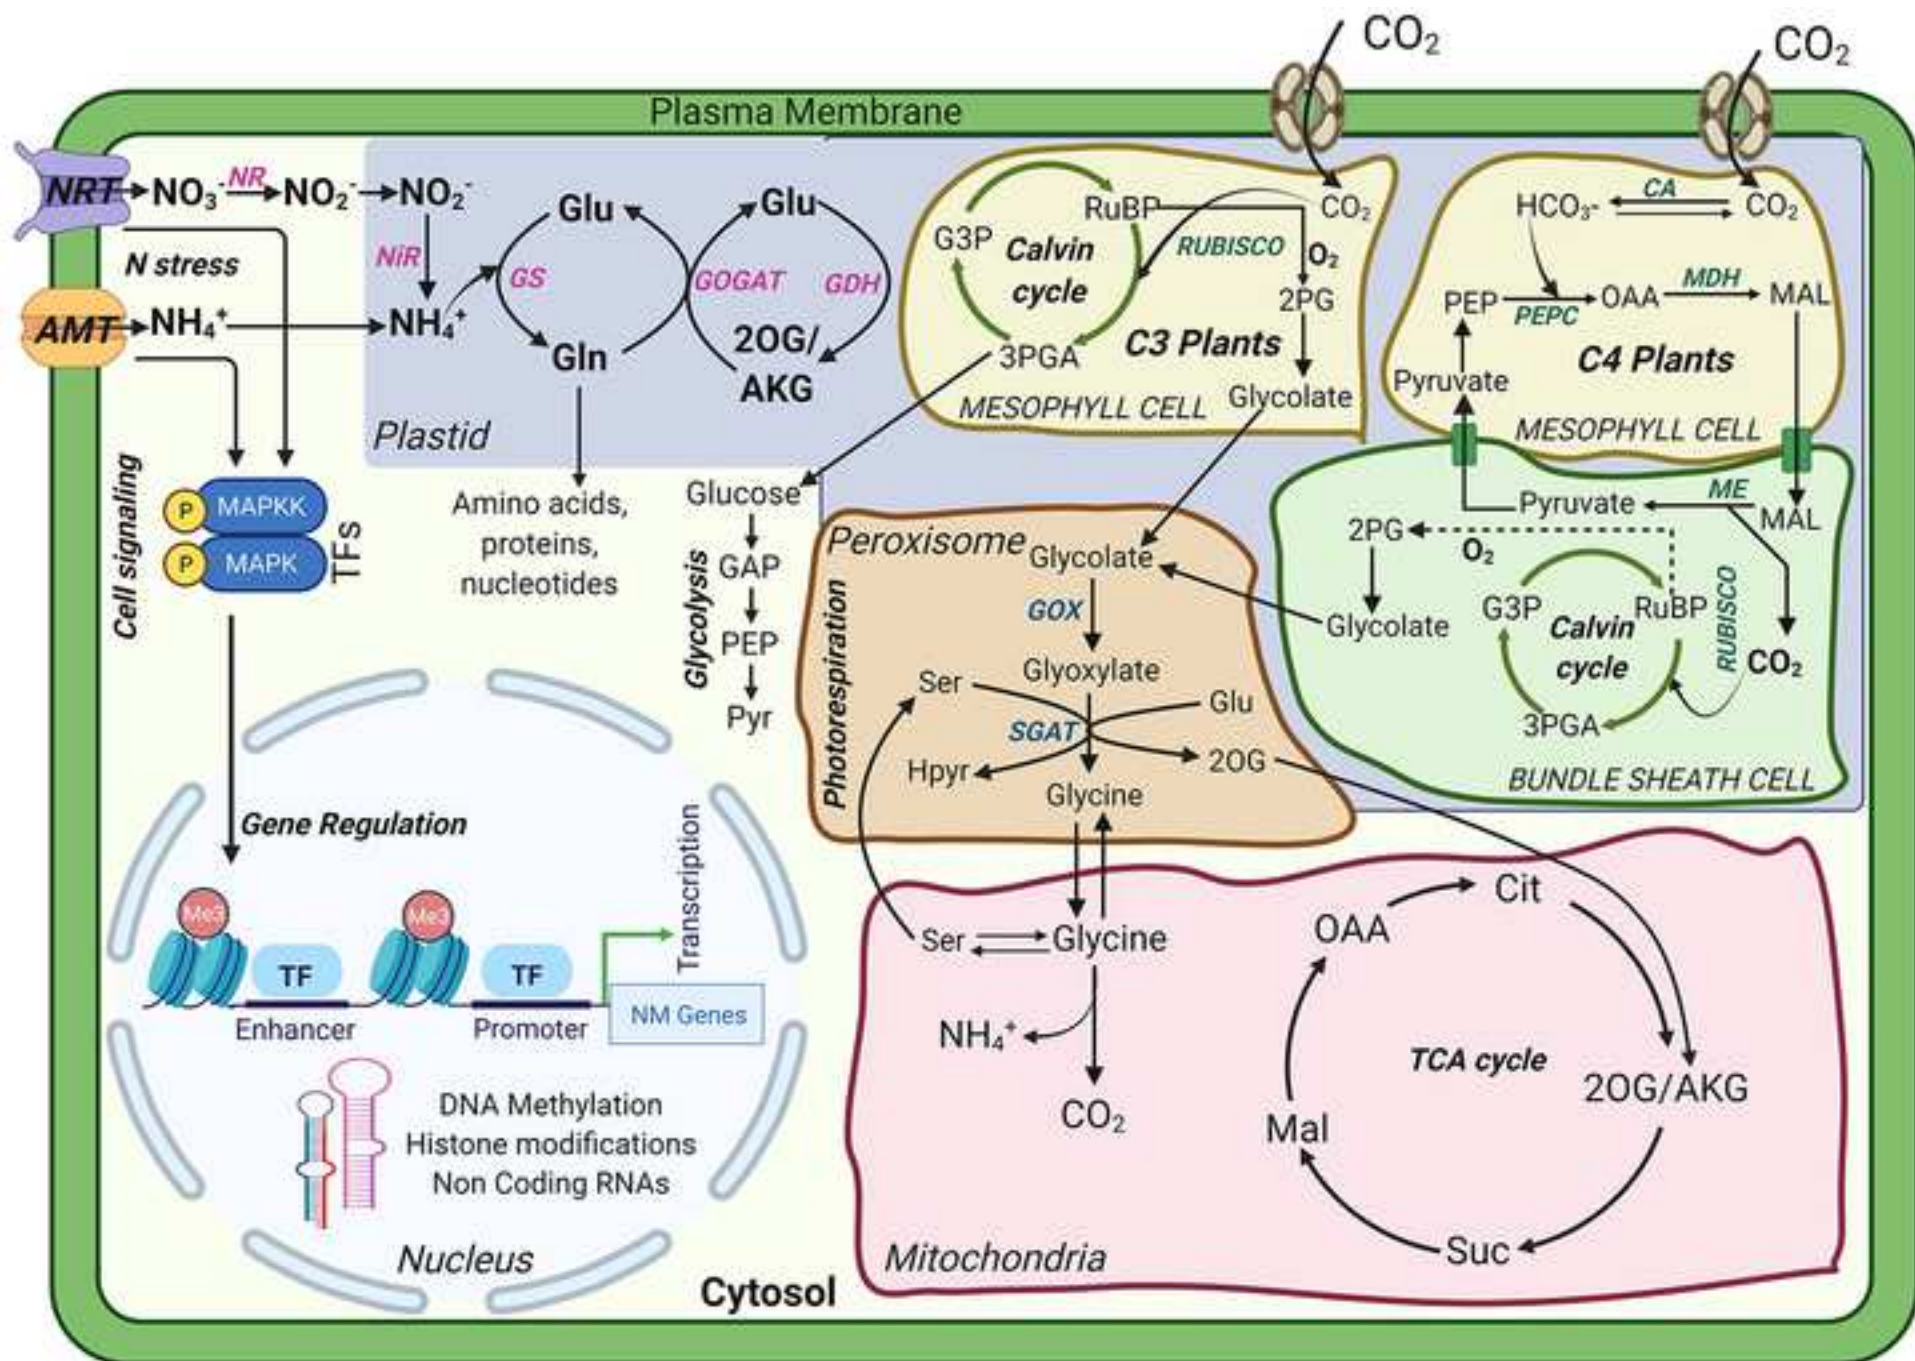 CO₂
CO₂
Plasma Membrane
NRT
NO₃⁻
NR
NO₂⁻
NO₂⁻
N stress
NiR
AMT
NH₄⁺
NH₄⁺
Glu
GS
Gln
GOGAT
Glu
GDH
2OG/
AKG
Plastid
Amino acids,
proteins,
nucleotides
G3P
RuBP
CO₂
Calvin
cycle
RUBISCO
O₂
2PG
3PGA
C3 Plants
Glycolate
MESOPHYLL CELL
HCO₃-
CA
CO₂
PEP
PEPC
OAA
MDH
MAL
C4 Plants
Pyruvate
MESOPHYLL CELL
Pyruvate
ME
MAL
2PG
O₂
G3P
RuBP
Calvin
cycle
RUBISCO
CO₂
Glycolate
3PGA
BUNDLE SHEATH CELL
Cell signaling
P
MAPKK
P
MAPK
TFs
Glycolysis
Glucose
GAP
PEP
Pyr
Peroxisome
Photorespiration
Glycolate
GOX
Glyoxylate
Ser
Glu
SGAT
Hpyr
2OG
Glycine
Gene Regulation
Me3
Me3
TF
TF
Enhancer
Promoter
Transcription
NM Genes
DNA Methylation
Histone modifications
Non Coding RNAs
Nucleus
Cytosol
Ser
Glycine
NH₄⁺
CO₂
OAA
Cit
TCA cycle
2OG/AKG
Mal
Suc
Mitochondria